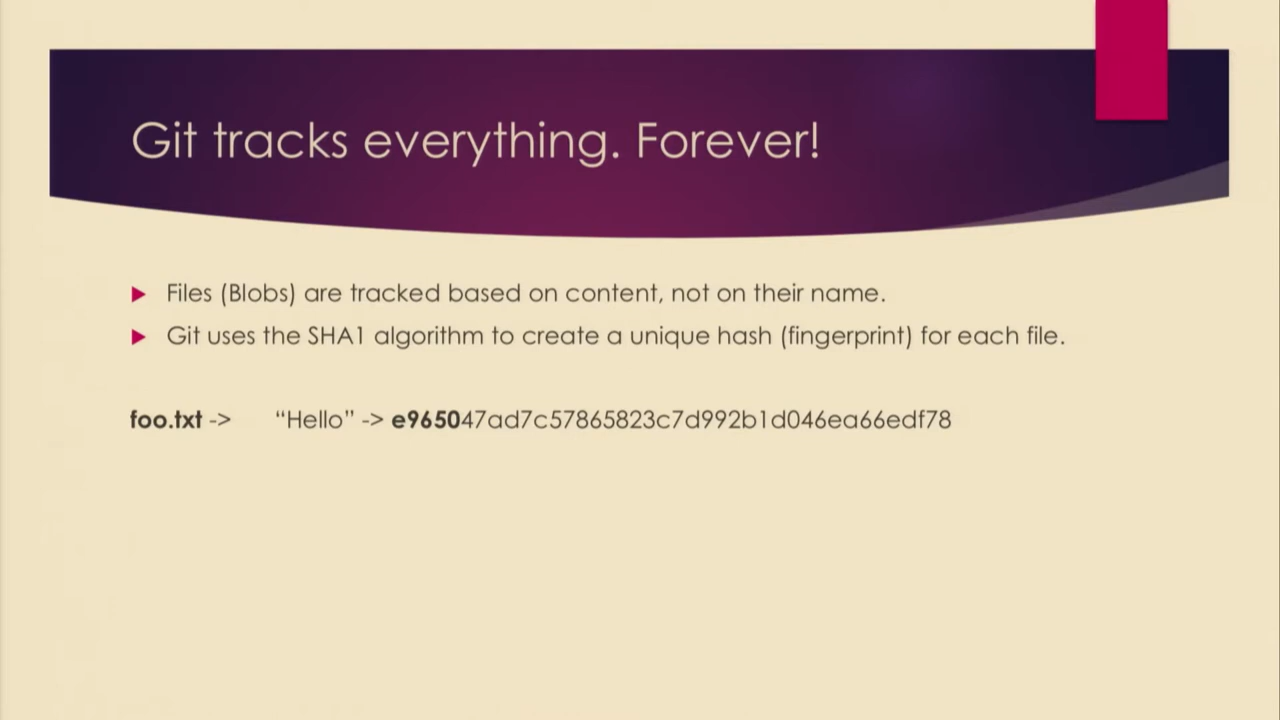 Git tracks everything. Forever!
Files (Blobs) are tracked based on content, not on their name.
Git uses the SHA1 algorithm to create a unique hash (fingerprint) for each file.
foo.txt -> “Hello” -> e965047ad7c57865823c7d992b1d046ea66edf78